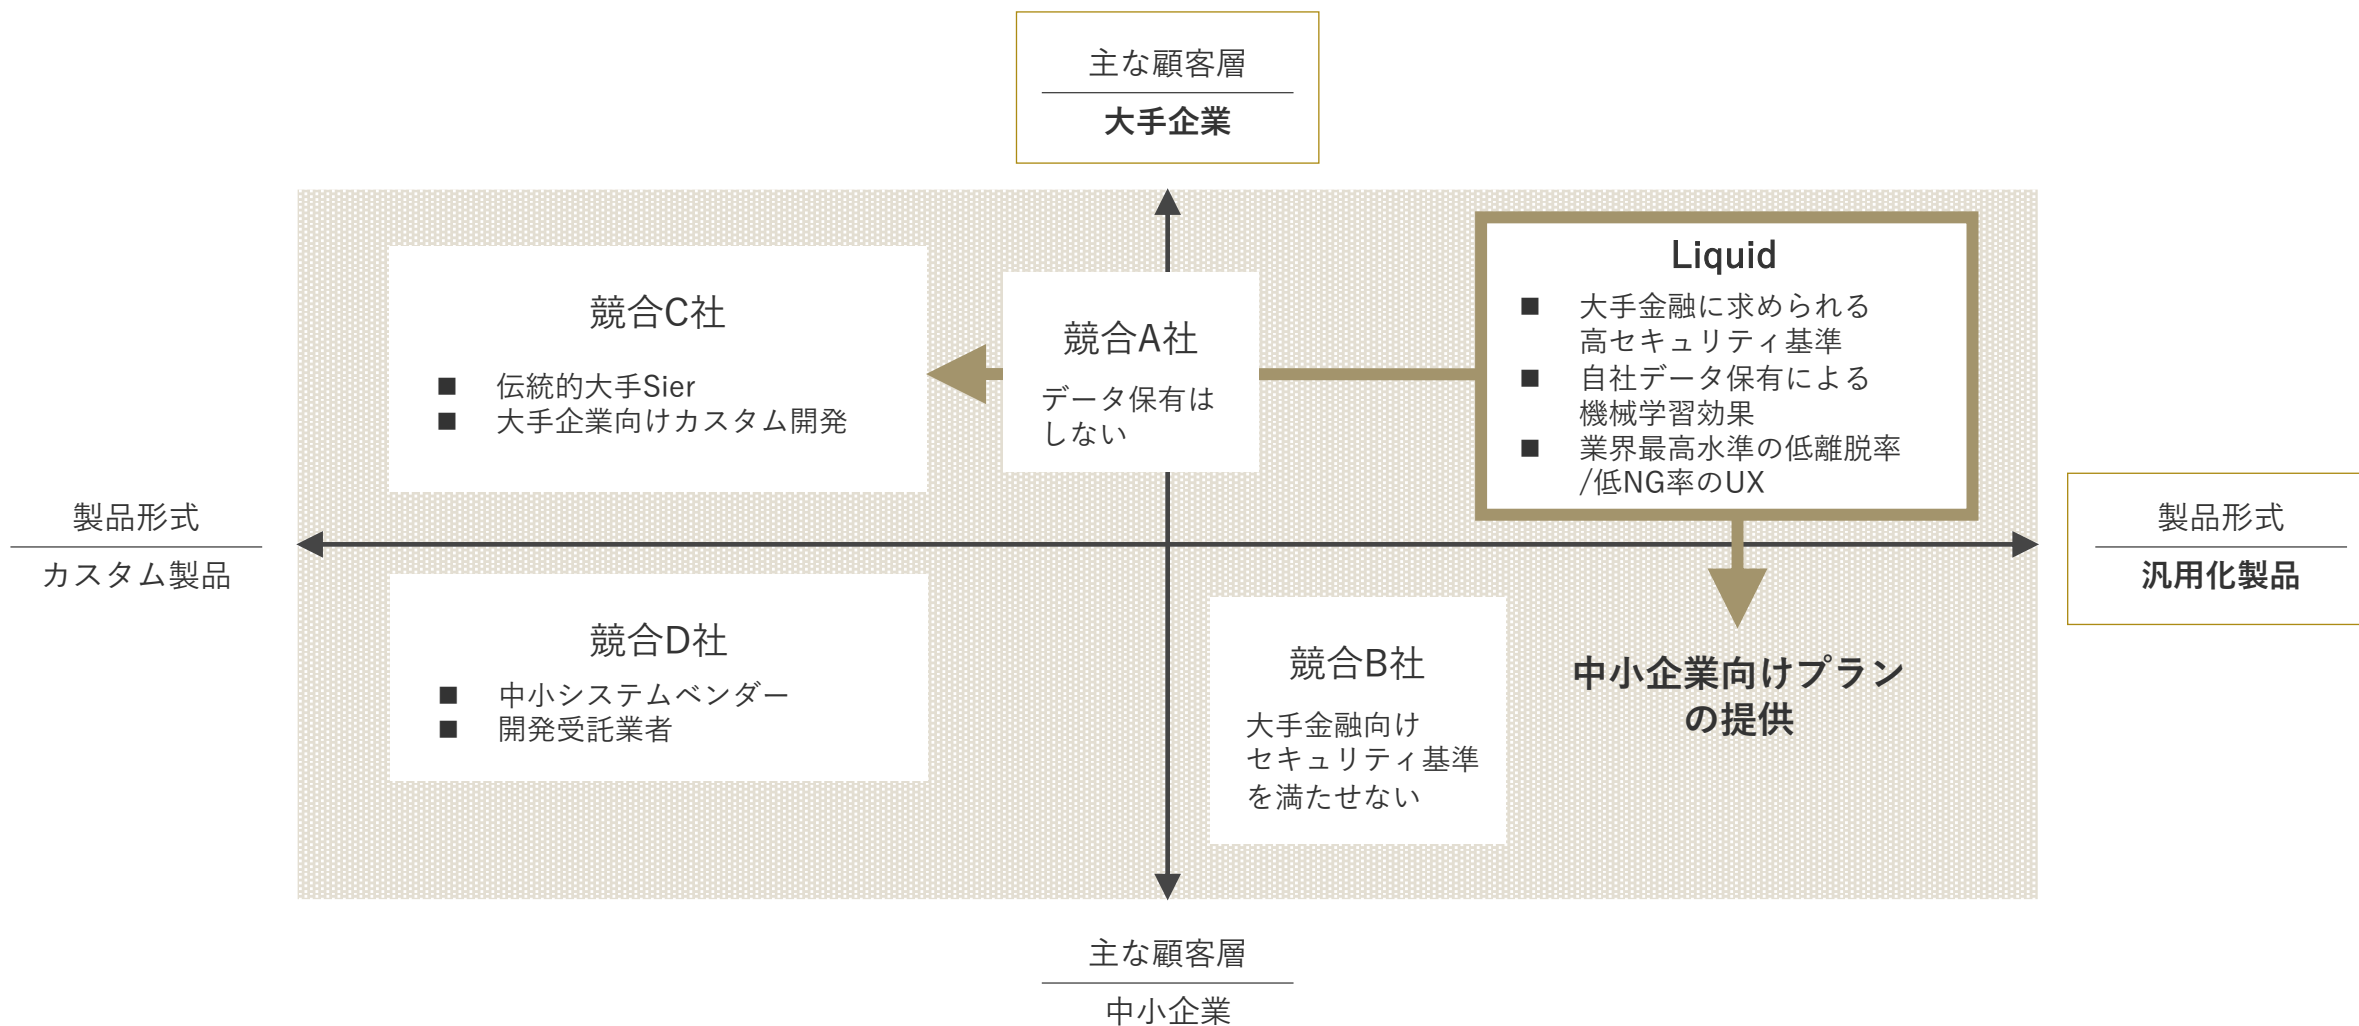 主な顧客層
大手企業
競合C社
■ 伝統的大手Sier
■ 大手企業向けカスタム開発
競合A社
データ保有は
しない
Liquid
■ 大手金融に求められる
高セキュリティ基準
■ 自社データ保有による
機械学習効果
■ 業界最高水準の低離脱率
/低NG率のUX
製品形式
カスタム製品
製品形式
汎用化製品
競合D社
■ 中小システムベンダー
■ 開発受託業者
競合B社
大手金融向け
セキュリティ基準
を満たせない
中小企業向けプラン
の提供
主な顧客層
中小企業